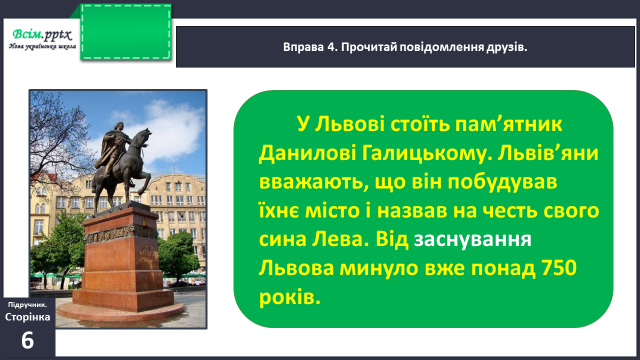 Всім.pptx
Нова українська школа
Вправа 4. Прочитай повідомлення друзів.
У Львові стоїть пам’ятник
Данилові Галицькому. Львів’яни
вважають, що він побудував
їхнє місто і назвав на честь свого
сина Лева. Від заснування
Львова минуло вже понад 750
років.
Підручник.
Сторінка
6